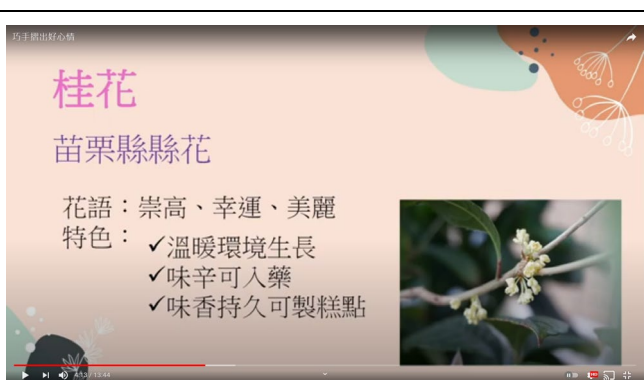 巧手摺出好心情
桂花
苗栗縣縣花
花語：崇高、幸運、美麗
特色：
✓溫暖環境生長
✓味辛可入藥
✓味香持久可製糕點